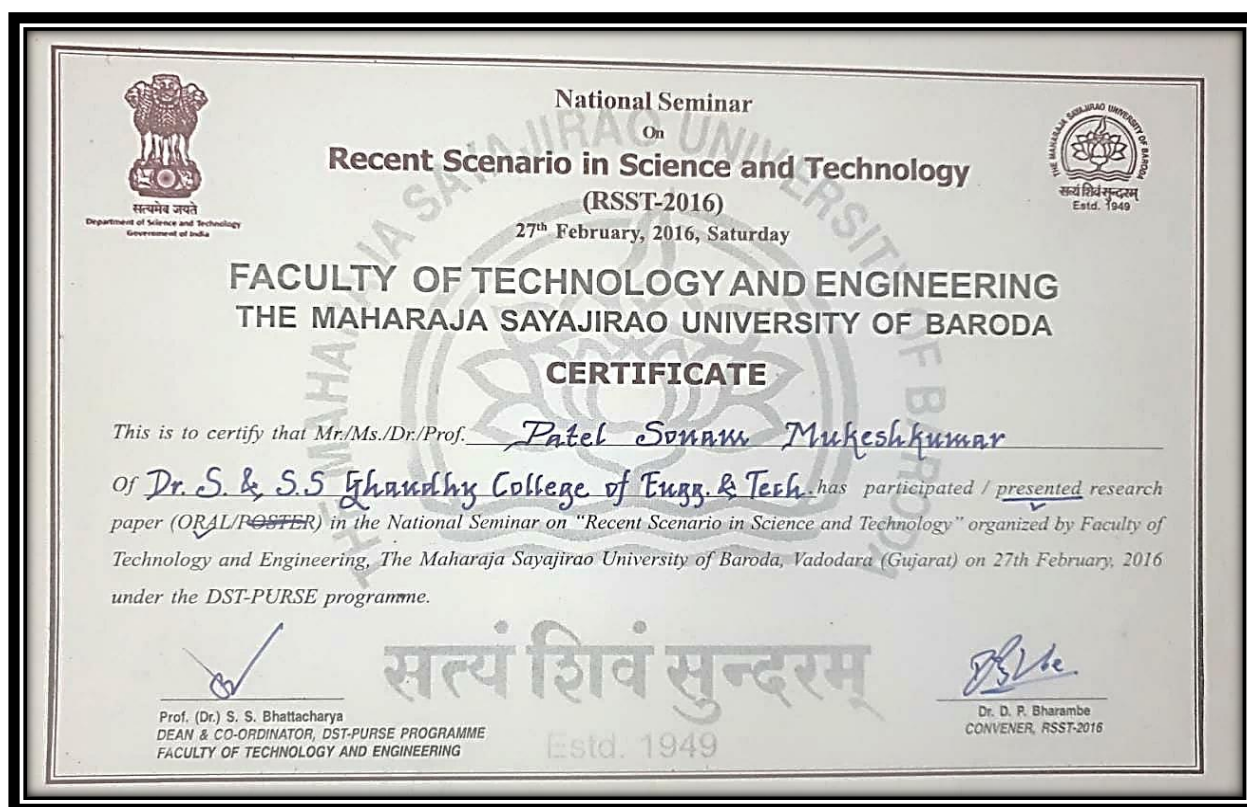 National Seminar
On
Recent Scenario in Science and Technology
(RSST-2016)
27th February, 2016, Saturday
सत्यमेव जयते
Department of Science and Technology
Government of India
THE MAHARAJA SAYAJIRAO UNIVERSITY OF BARODA
सत्यं शिवं सुन्दरम्
Estd. 1949
FACULTY OF TECHNOLOGY AND ENGINEERING
THE MAHARAJA SAYAJIRAO UNIVERSITY OF BARODA
CERTIFICATE
This is to certify that Mr./Ms./Dr./Prof. Patel Sonam Mukeshkumar
Of Dr. S. & S.S Ghandhy College of Engg. & Tech. has participated / presented research
paper (ORAL/POSTER) in the National Seminar on "Recent Scenario in Science and Technology" organized by Faculty of
Technology and Engineering, The Maharaja Sayajirao University of Baroda, Vadodara (Gujarat) on 27th February, 2016
under the DST-PURSE programme.
THE MAHARAJA SAYAJIRAO UNIVERSITY OF BARODA
सत्यं शिवं सुन्दरम्
Estd. 1949
Prof. (Dr.) S. S. Bhattacharya
DEAN & CO-ORDINATOR, DST-PURSE PROGRAMME
FACULTY OF TECHNOLOGY AND ENGINEERING
Dr. D. R. Bharambe
CONVENER, RSST-2016